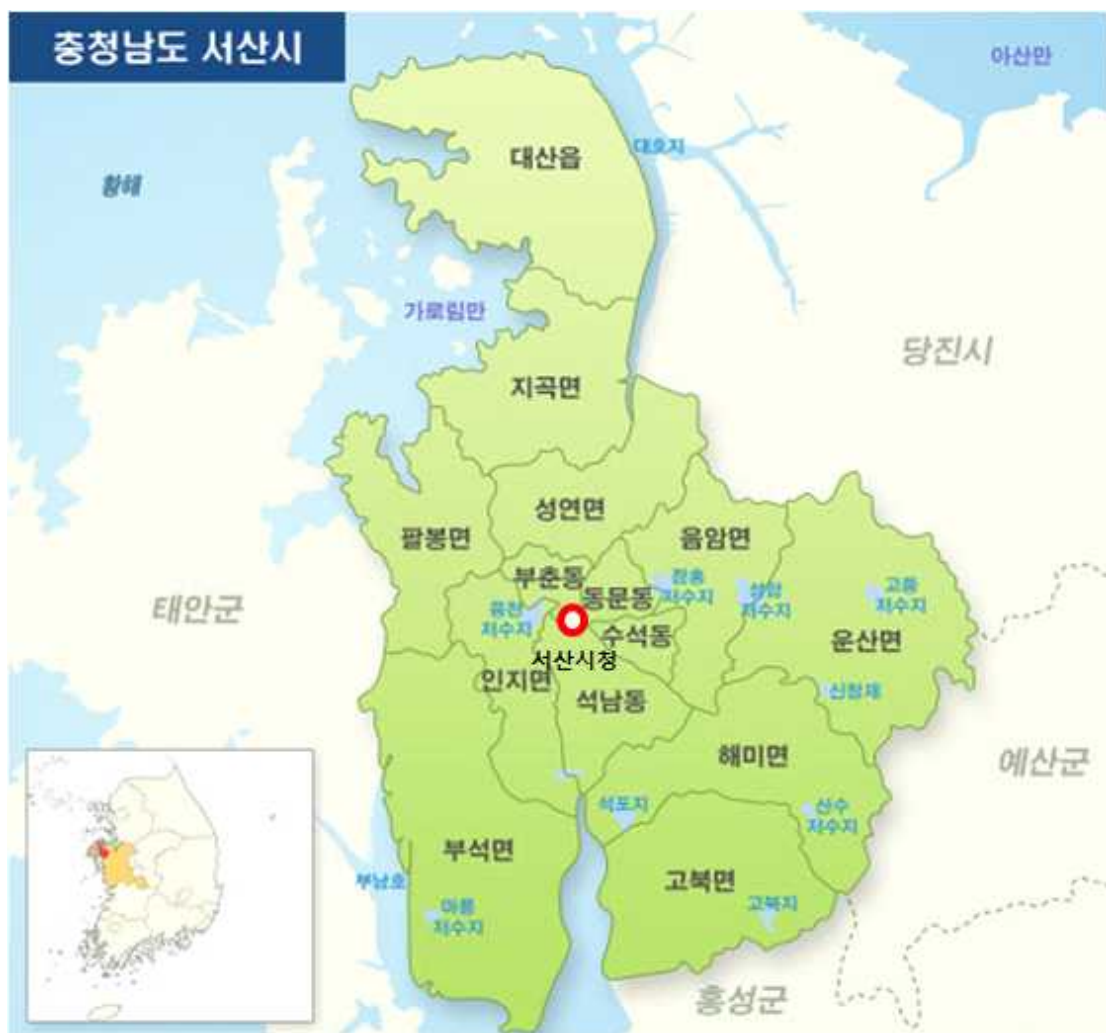 충청남도 서산시
아산만
대산읍
대호지
황해
가로림만
당진시
지곡면
성연면
팔봉면
음암면
부춘동
동문동
잠홍
저수지
성암
저수지
고풍
저수지
태안군
풍전
저수지
수석동
운산면
서산시청
인지면
석남동
신창제
해미면
예산군
석포지
산수
저수지
부석면
고북면
부남호
마룡
저수지
고북지
홍성군